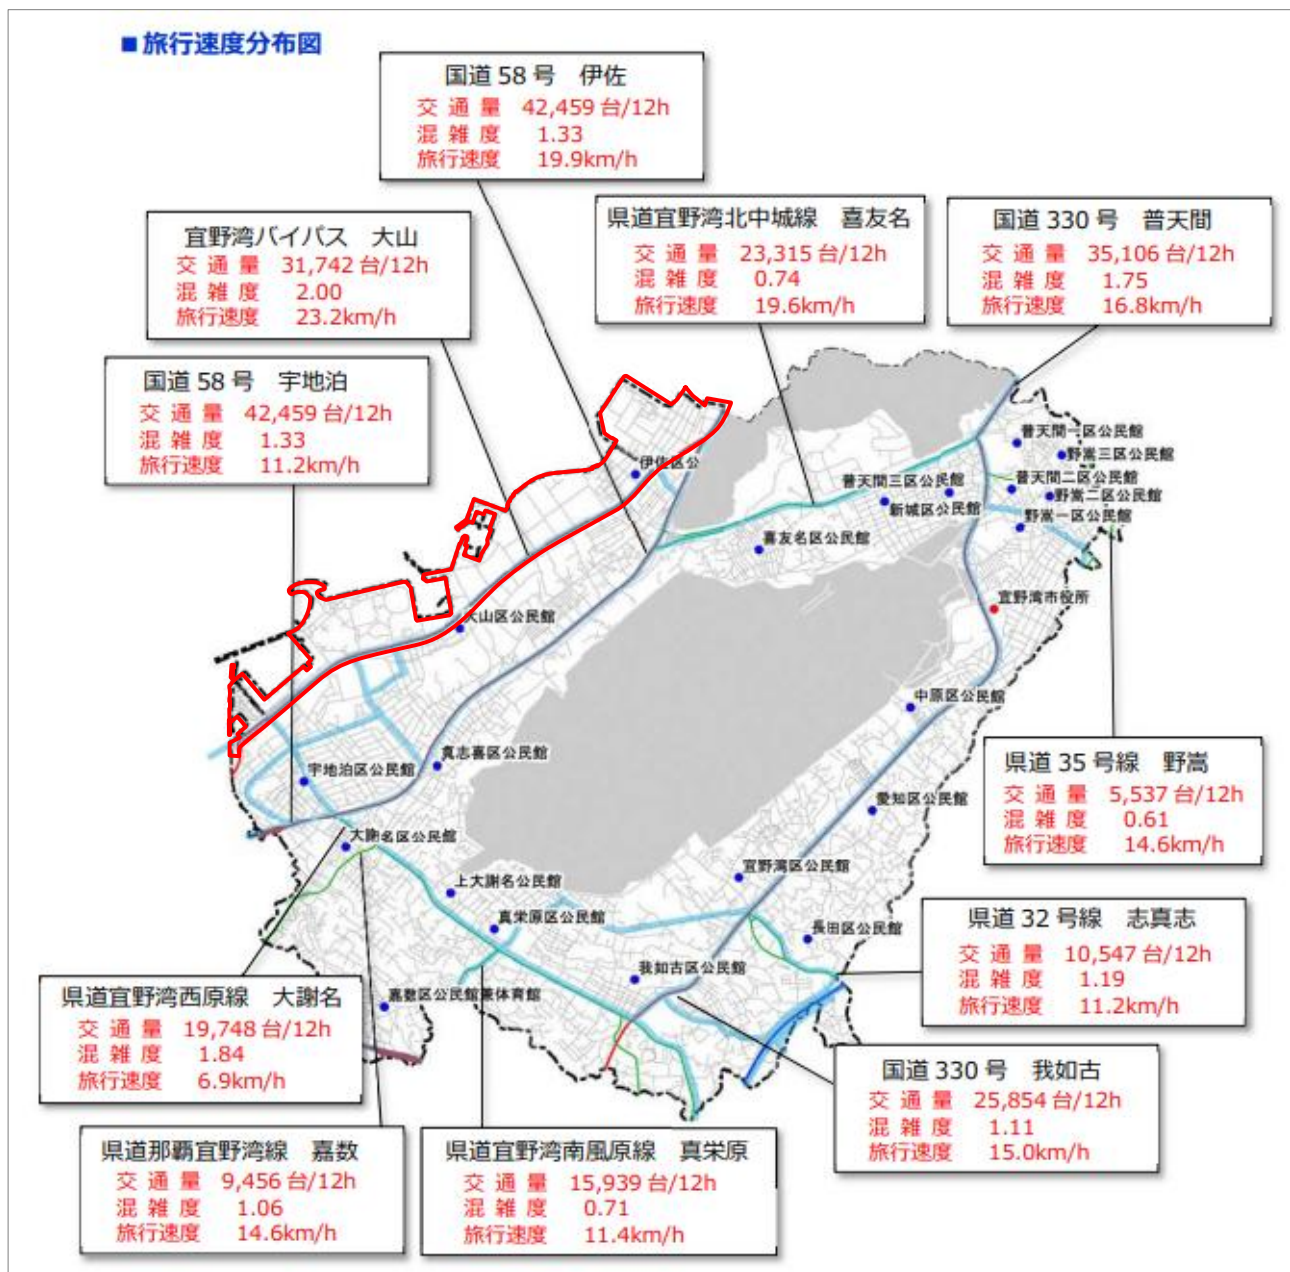 ■旅行速度分布図
国道 58 号　伊佐
交 通 量　42,459 台/12h
混 雑 度　1.33
旅行速度　19.9km/h
宜野湾バイパス　大山
交 通 量　31,742 台/12h
混 雑 度　2.00
旅行速度　23.2km/h
県道宜野湾北中城線　喜友名
交 通 量　23,315 台/12h
混 雑 度　0.74
旅行速度　19.6km/h
国道 330 号　普天間
交 通 量　35,106 台/12h
混 雑 度　1.75
旅行速度　16.8km/h
国道 58 号　宇地泊
交 通 量　42,459 台/12h
混 雑 度　1.33
旅行速度　11.2km/h
普天間一区公民館
野嵩三区公民館
伊佐区公
普天間三区公民館
普天間二区公民館
野嵩二区公民館
新城区公民館
野嵩一区公民館
喜友名区公民館
宜野湾市役所
大山区公民館
中原区公民館
真志喜区公民館
宇地泊区公民館
愛知区公民館
大謝名区公民館
宜野湾区公民館
上大謝名公民館
真栄原区公民館
長田区公民館
我如古区公民館
嘉数区公民館兼体育館
県道 35 号線　野嵩
交 通 量　5,537 台/12h
混 雑 度　0.61
旅行速度　14.6km/h
県道 32 号線　志真志
交 通 量　10,547 台/12h
混 雑 度　1.19
旅行速度　11.2km/h
県道宜野湾西原線　大謝名
交 通 量　19,748 台/12h
混 雑 度　1.84
旅行速度　6.9km/h
国道 330 号　我如古
交 通 量　25,854 台/12h
混 雑 度　1.11
旅行速度　15.0km/h
県道那覇宜野湾線　嘉数
交 通 量　9,456 台/12h
混 雑 度　1.06
旅行速度　14.6km/h
県道宜野湾南風原線　真栄原
交 通 量　15,939 台/12h
混 雑 度　0.71
旅行速度　11.4km/h